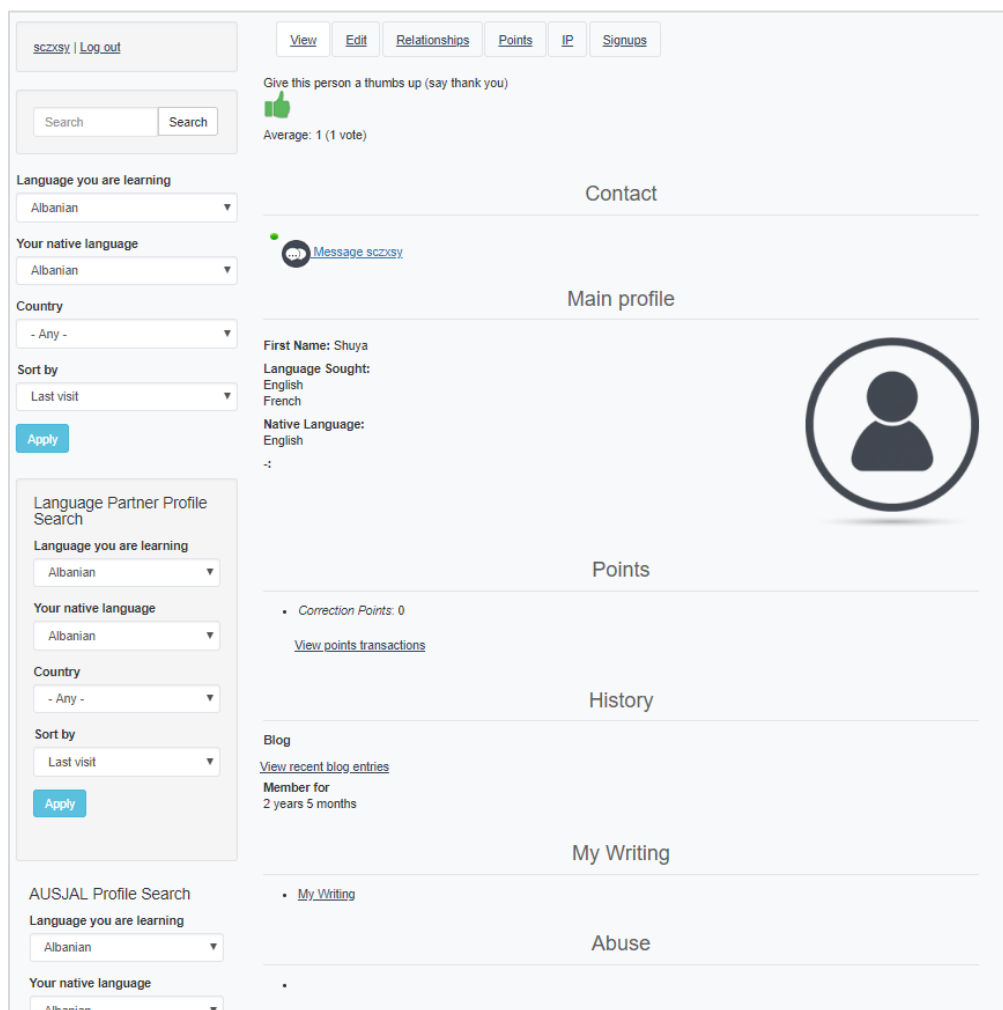 sczxsy | Log out
Search Search
Language you are learning
Albanian
Your native language
Albanian
Country
- Any -
Sort by
Last visit
Apply
Language Partner Profile
Search
Language you are learning
Albanian
Your native language
Albanian
Country
- Any -
Sort by
Last visit
Apply
AUSJAL Profile Search
Language you are learning
Albanian
Your native language
Albanian
View Edit Relationships Points IP Signups
Give this person a thumbs up (say thank you)
Average: 1 (1 vote)
Contact
Message sczxsy
Main profile
First Name: Shuya
Language Sought:
English
French
Native Language:
English
-:
Points
• Correction Points: 0
View points transactions
History
Blog
View recent blog entries
Member for
2 years 5 months
My Writing
• My Writing
Abuse
•